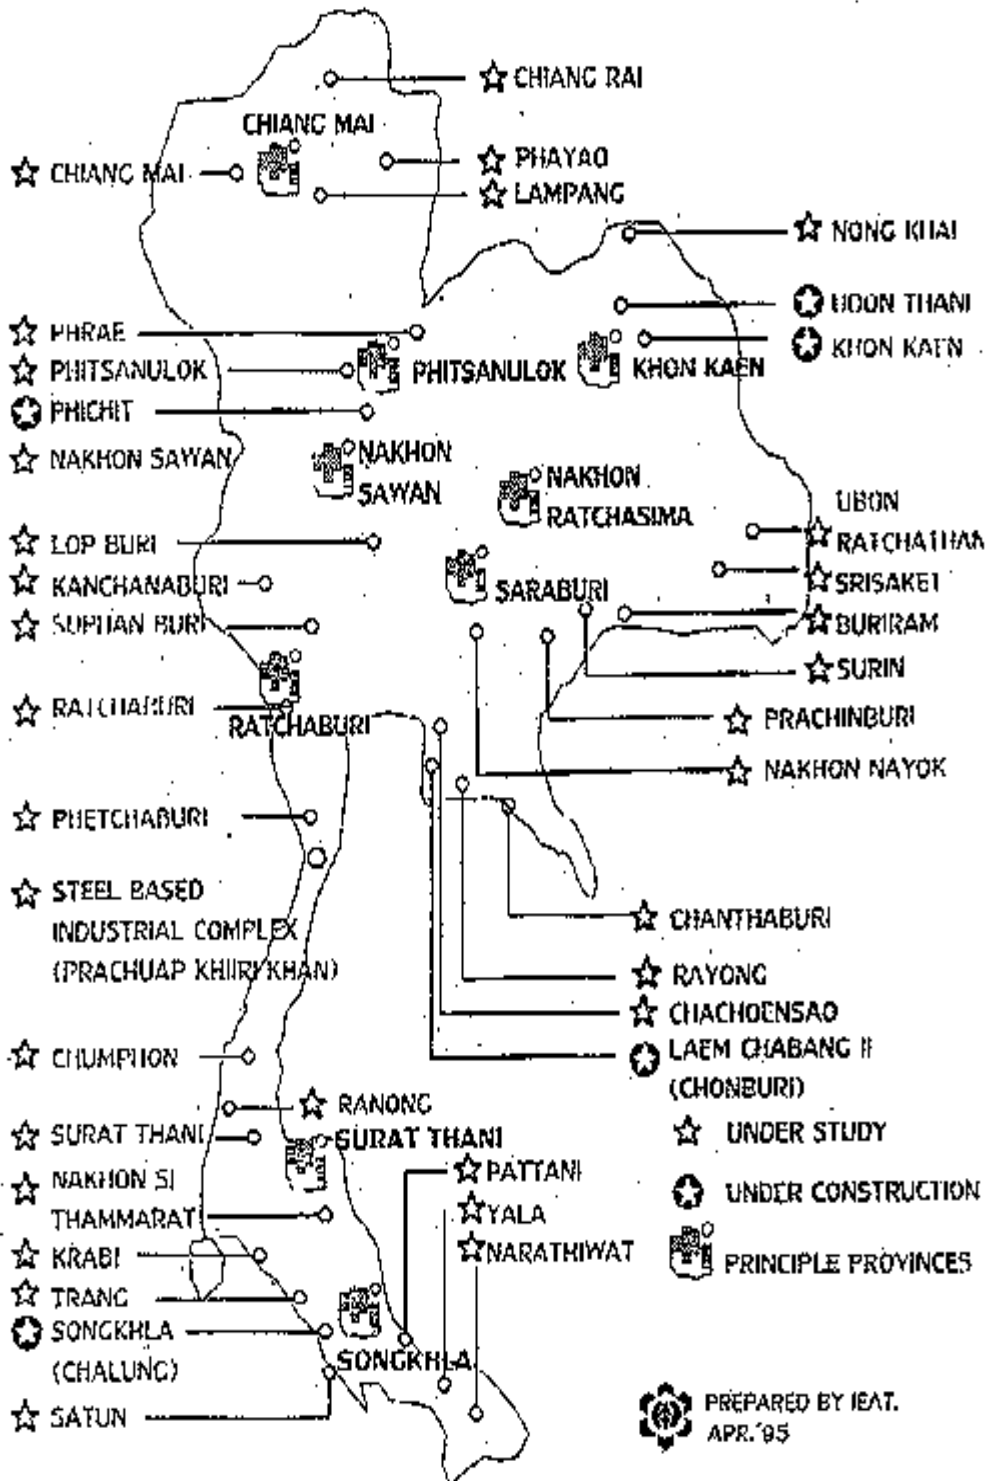 CHIANG RAI
CHIANG MAI
CHIANG MAI
PHAYAO
LAMPANG
NONG KHAI
UDON THANI
KHON KAEN
PHRAE
PHITSANULOK
PHITSANULOK
KHON KAEN
PHICHIT
NAKHON SAWAN
NAKHON
SAWAN
NAKHON
RATCHASIMA
UBON
RATCHATHAN
LOP BURI
KANCHANABURI
SARABURI
SRISAKET
SUPHAN BURI
BURIRAM
SURIN
RATCHABURI
RATCHABURI
PRACHINBURI
NAKHON NAYOK
PHETCHABURI
STEEL BASED
INDUSTRIAL COMPLEX
(PRACHUAP KHIIRI KHAN)
CHANTHABURI
RAYONG
CHACHOENSAO
LAEM CHABANG II
(CHONBURI)
CHUMPHON
RANONG
SURAT THANI
SURAT THANI
NAKHON SI
THAMMARAT
PATTANI
YALA
NARATHIWAT
KRABI
TRANG
SONGKHLA
(CHALUNG)
SONGKHLA
SATUN
UNDER STUDY
UNDER CONSTRUCTION
PRINCIPLE PROVINCES
PREPARED BY IEAT.
APR.'95